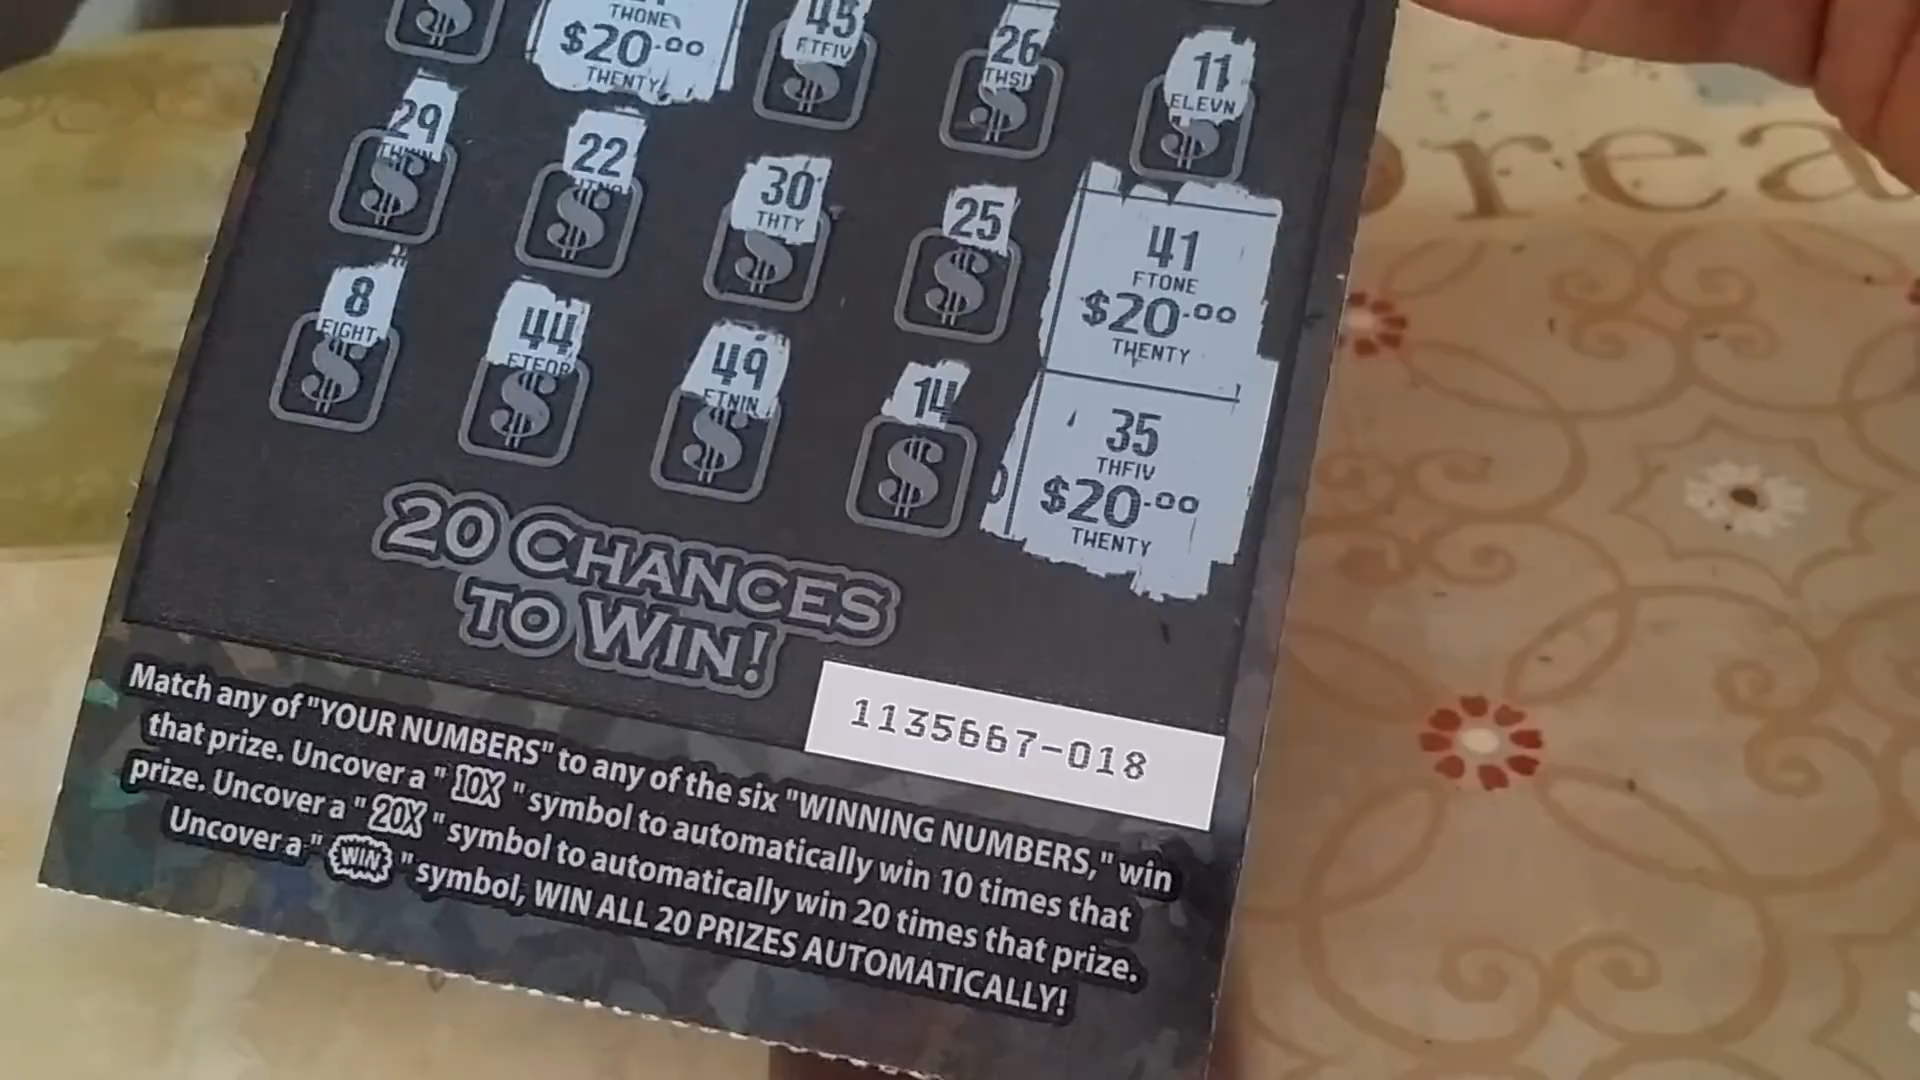 THONE
$20.00
THENTY
45
FTFIV
26
THSIX
11
ELEVN
29
22
30
THTY
25
41
FTONE
$20.00
THENTY
8
EIGHT
44
FTFOR
49
FTNIN
14
35
THFIV
$20.00
THENTY
20 CHANCES
TO WIN!
1135667-018
Match any of "YOUR NUMBERS" to any of the six "WINNING NUMBERS," win
that prize. Uncover a "10X" symbol to automatically win 10 times that
prize. Uncover a "20X" symbol to automatically win 20 times that prize.
Uncover a "WIN" symbol, WIN ALL 20 PRIZES AUTOMATICALLY!